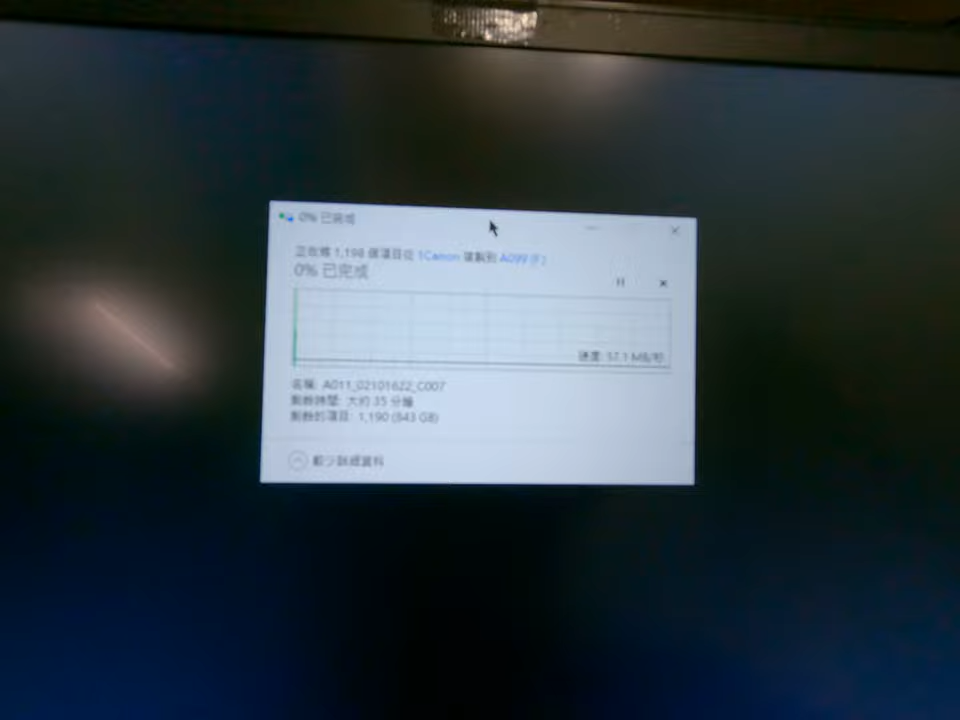 0% 已完成
正在將 1,198 個項目從 1Canon 複製到 A099 (F:)
0% 已完成
速度: 57.1 MB/秒
名稱: A011_02101622_C007
剩餘時間: 大約 35 分鐘
剩餘的項目: 1,190 (843 GB)
較少詳細資料